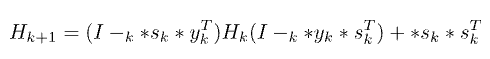 $H_{k+1} = (I -_k * s_k * y_k^T) H_k (I -_k * y_k * s_k^T) + * s_k * s_k^T$